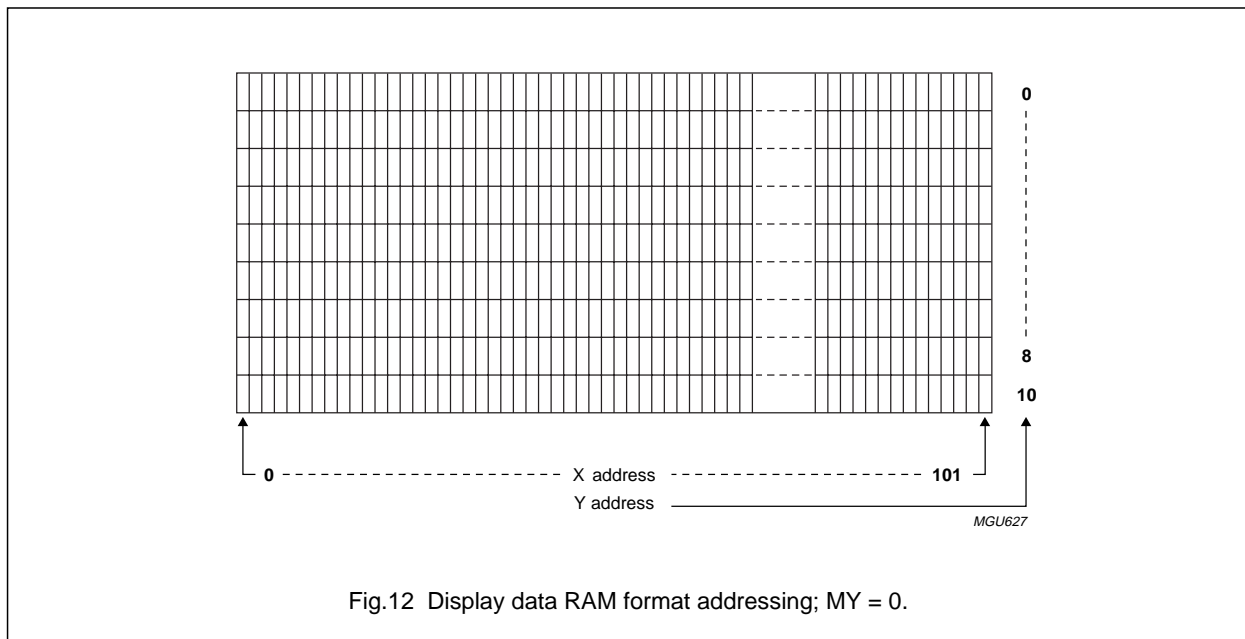 0
8
10
0 X address 101
Y address
MGU627
Fig.12 Display data RAM format addressing; MY = 0.